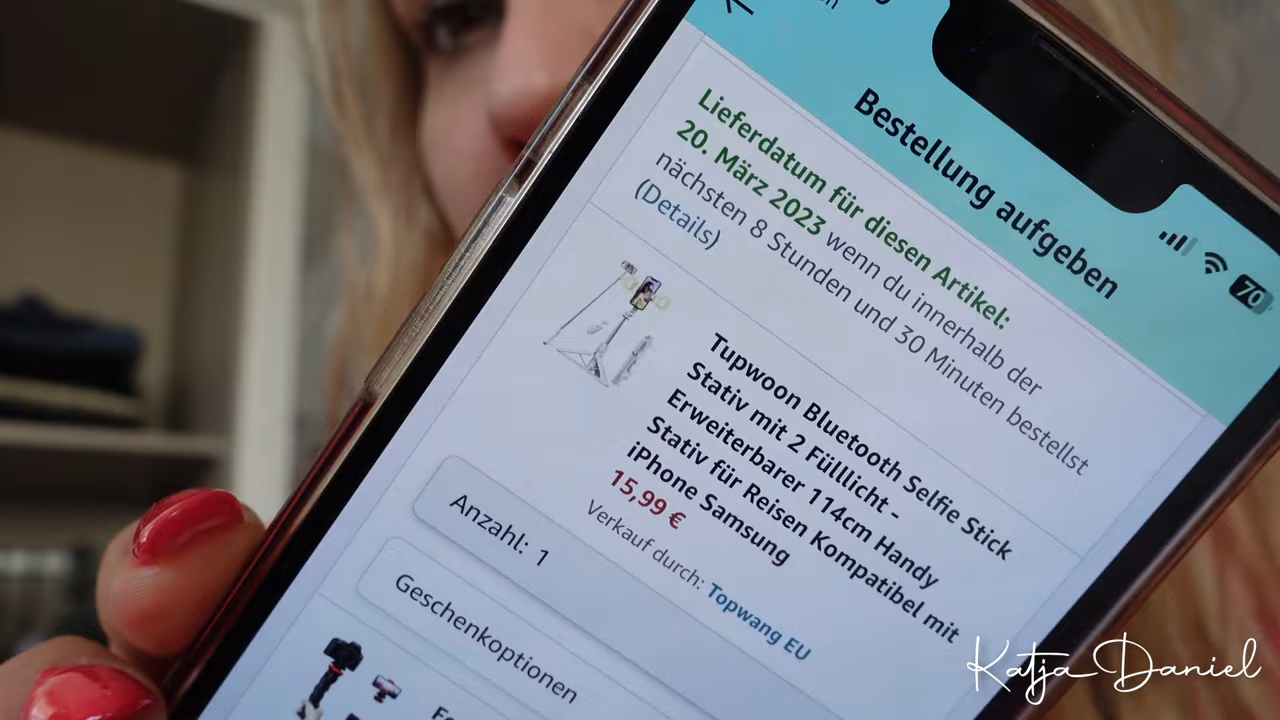 Bestellung aufgeben
70
Lieferdatum für diesen Artikel:
20. März 2023 wenn du innerhalb der
nächsten 8 Stunden und 30 Minuten bestellst
(Details)
Tupwoon Bluetooth Selfie Stick
Stativ mit 2 Fülllicht -
Erweiterbarer 114cm Handy
Stativ für Reisen Kompatibel mit
iPhone Samsung
15,99 €
Verkauf durch: Topwang EU
Anzahl: 1
Geschenkoptionen
Katja Daniel